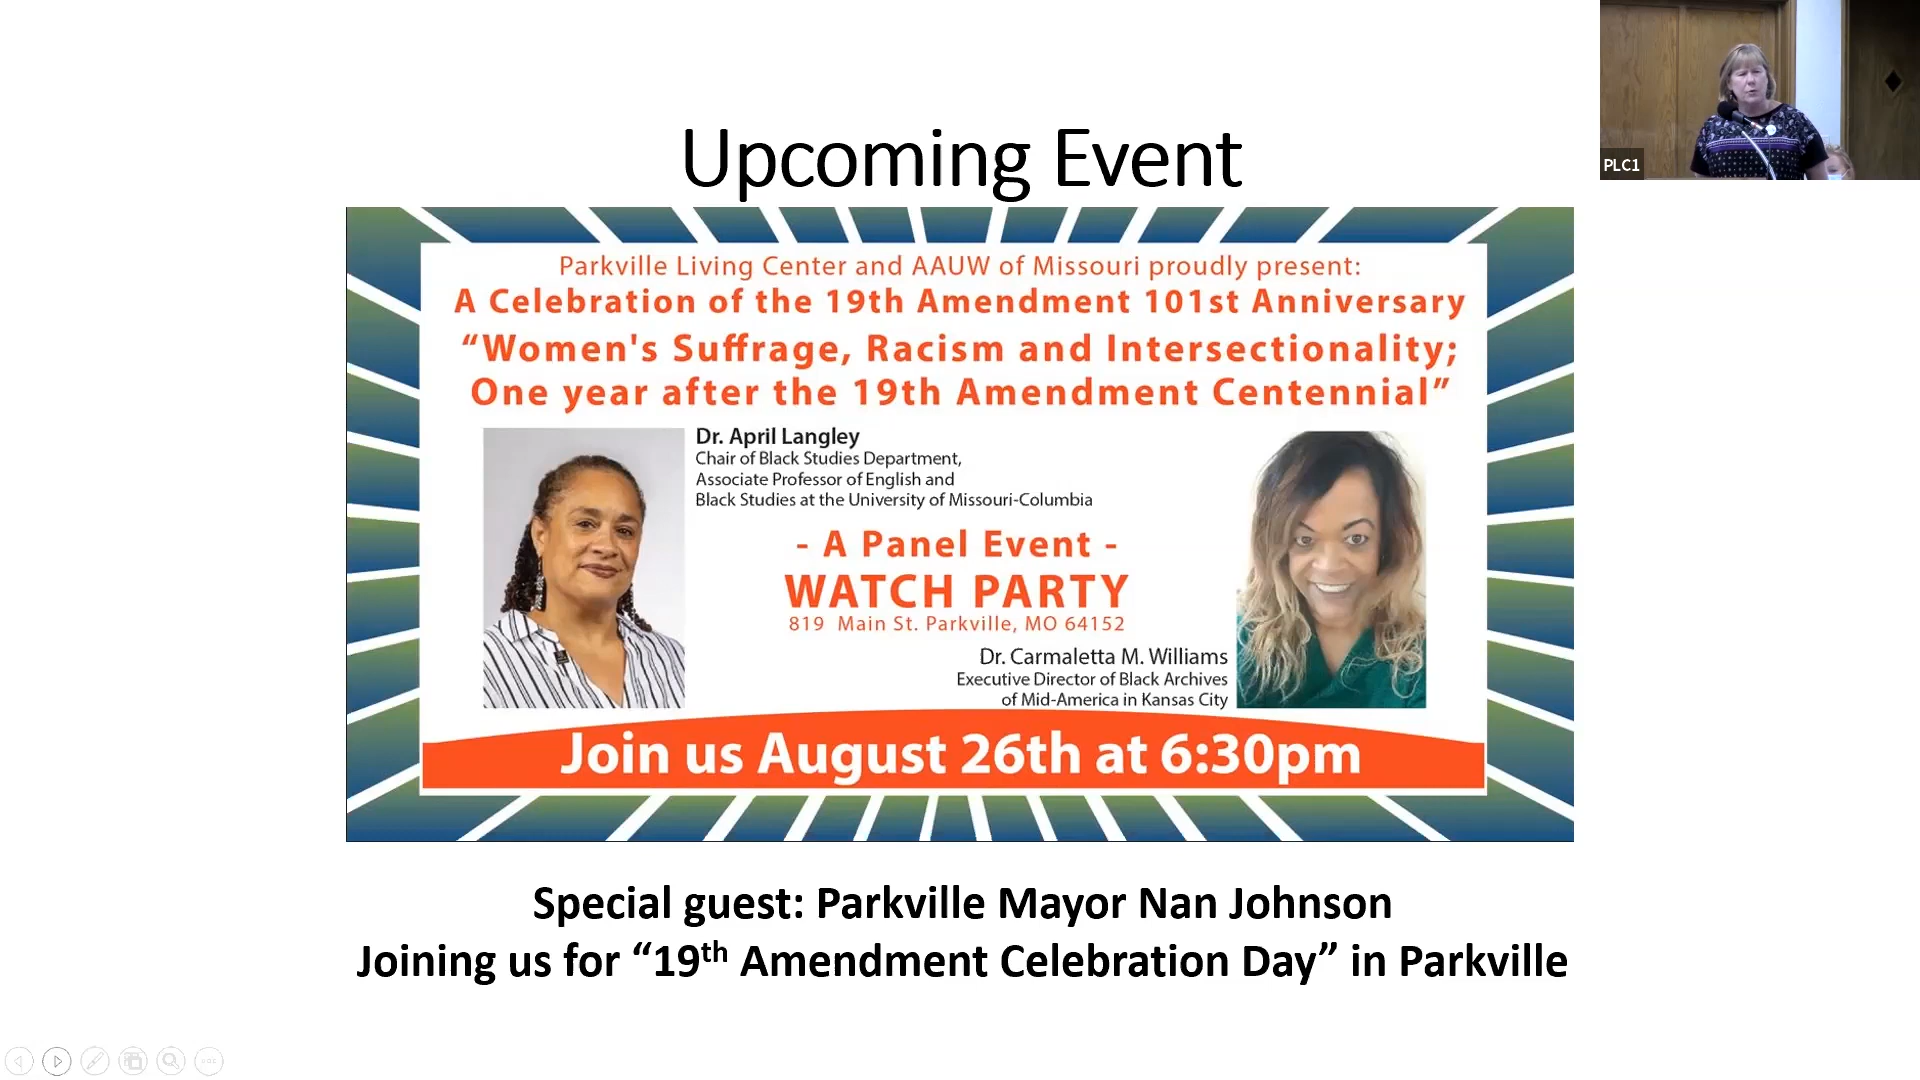 PLC1
Upcoming Event
Parkville Living Center and AAUW of Missouri proudly present:
A Celebration of the 19th Amendment 101st Anniversary
“Women's Suffrage, Racism and Intersectionality;
One year after the 19th Amendment Centennial”
Dr. April Langley
Chair of Black Studies Department,
Associate Professor of English and
Black Studies at the University of Missouri-Columbia
- A Panel Event -
WATCH PARTY
819 Main St. Parkville, MO 64152
Dr. Carmaletta M. Williams
Executive Director of Black Archives
of Mid-America in Kansas City
Join us August 26th at 6:30pm
Special guest: Parkville Mayor Nan Johnson
Joining us for “19th Amendment Celebration Day” in Parkville